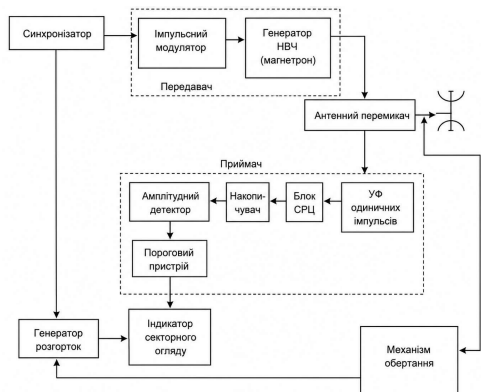 Синхронізатор
Імпульсний
модулятор
Генератор
НВЧ
(магнетрон)
Передавач
Антенний перемикач
Приймач
Амплітудний
детектор
Накопи-
чувач
Блок
СРЦ
УФ
одиничних
імпульсів
Пороговий
пристрій
Генератор
розгорток
Індикатор
секторного
огляду
Механізм
обертання